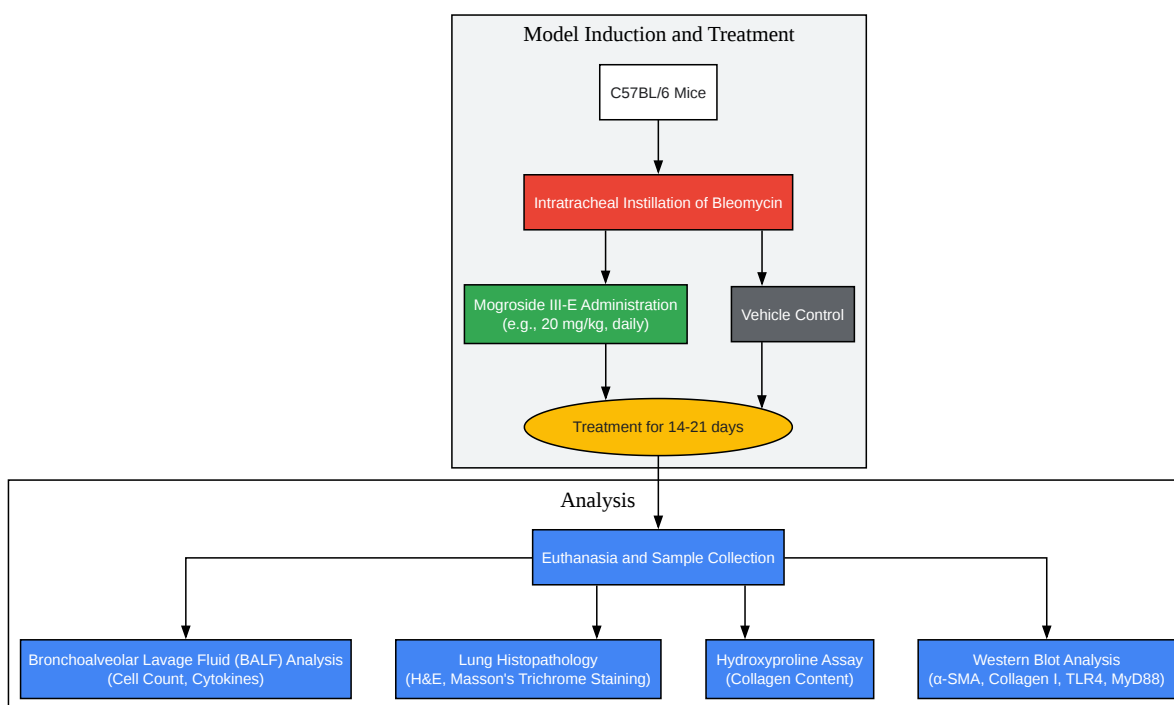 Model Induction and Treatment
C57BL/6 Mice
Intratracheal Instillation of Bleomycin
Mogroside III-E Administration
(e.g., 20 mg/kg, daily)
Vehicle Control
Treatment for 14-21 days
Analysis
Euthanasia and Sample Collection
Bronchoalveolar Lavage Fluid (BALF) Analysis
(Cell Count, Cytokines)
Lung Histopathology
(H&E, Masson's Trichrome Staining)
Hydroxyproline Assay
(Collagen Content)
Western Blot Analysis
(α-SMA, Collagen I, TLR4, MyD88)